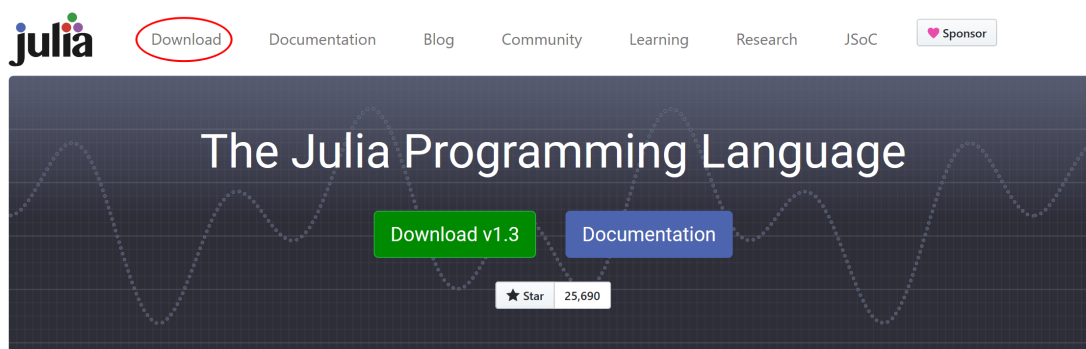 julia Download Documentation Blog Community Learning Research JSoC Sponsor
The Julia Programming Language
Download v1.3 Documentation
Star 25,690